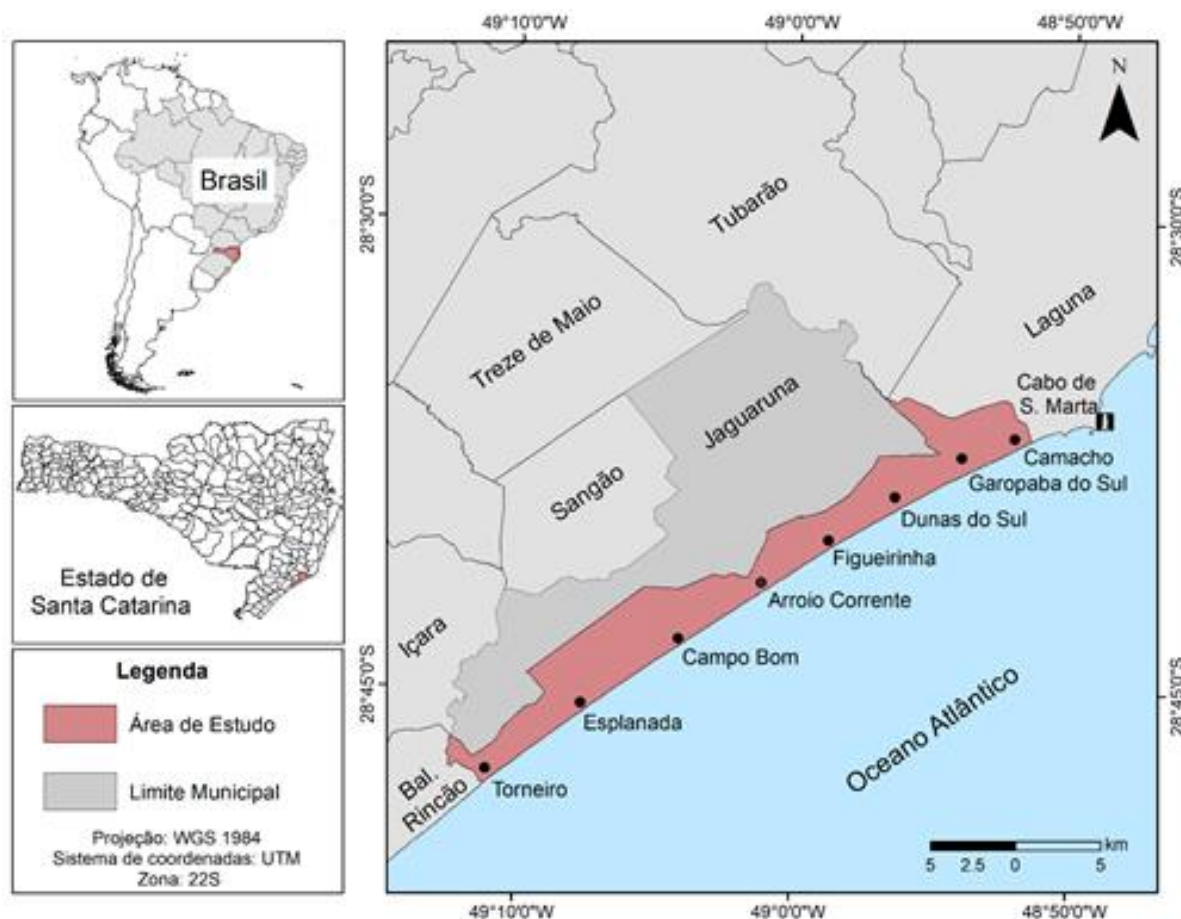 Brasil
Estado de
Santa Catarina
Legenda
Área de Estudo
Limite Municipal
Projeção: WGS 1984
Sistema de coordenadas: UTM
Zona: 22S
49°10'0"W
49°0'0"W
48°50'0"W
28°30'0"S
28°30'0"S
28°45'0"S
28°45'0"S
N
Tubarão
Laguna
Treze de Maio
Jaguaruna
Cabo de
S. Marta
Sangão
Camacho
Garopaba do Sul
Dunas do Sul
Figueirinha
Arroio Corrente
Içara
Campo Bom
Esplanada
Bal.
Rincão
Torneiro
Oceano Atlântico
km
5 2.5 0 5
49°10'0"W
49°0'0"W
48°50'0"W